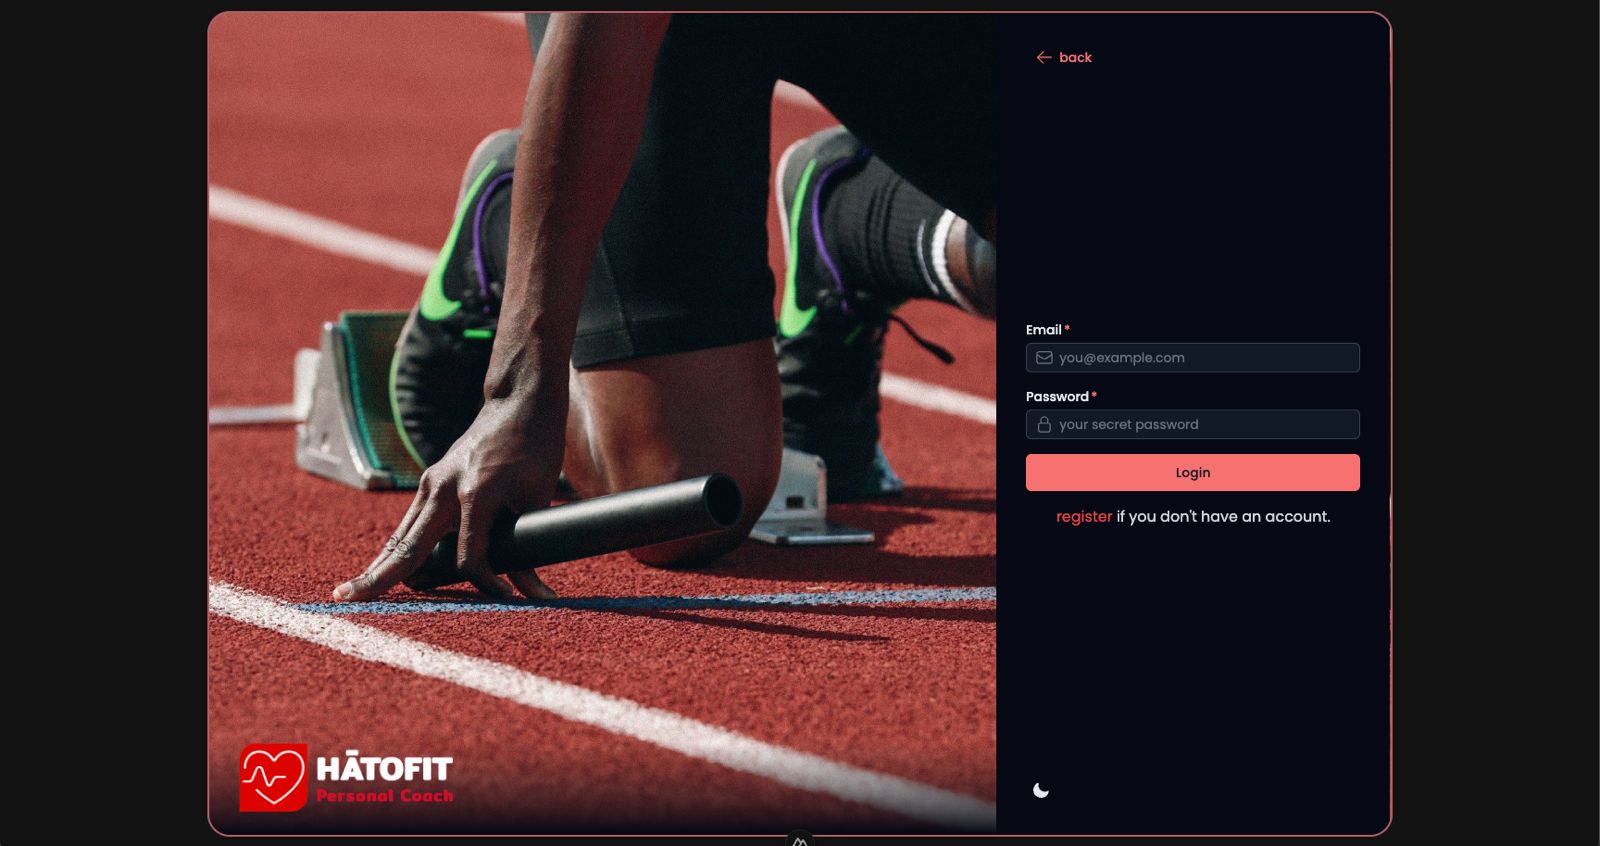 back
Email *
you@example.com
Password *
your secret password
Login
register if you don't have an account.
HĀTOFIT
Personal Coach